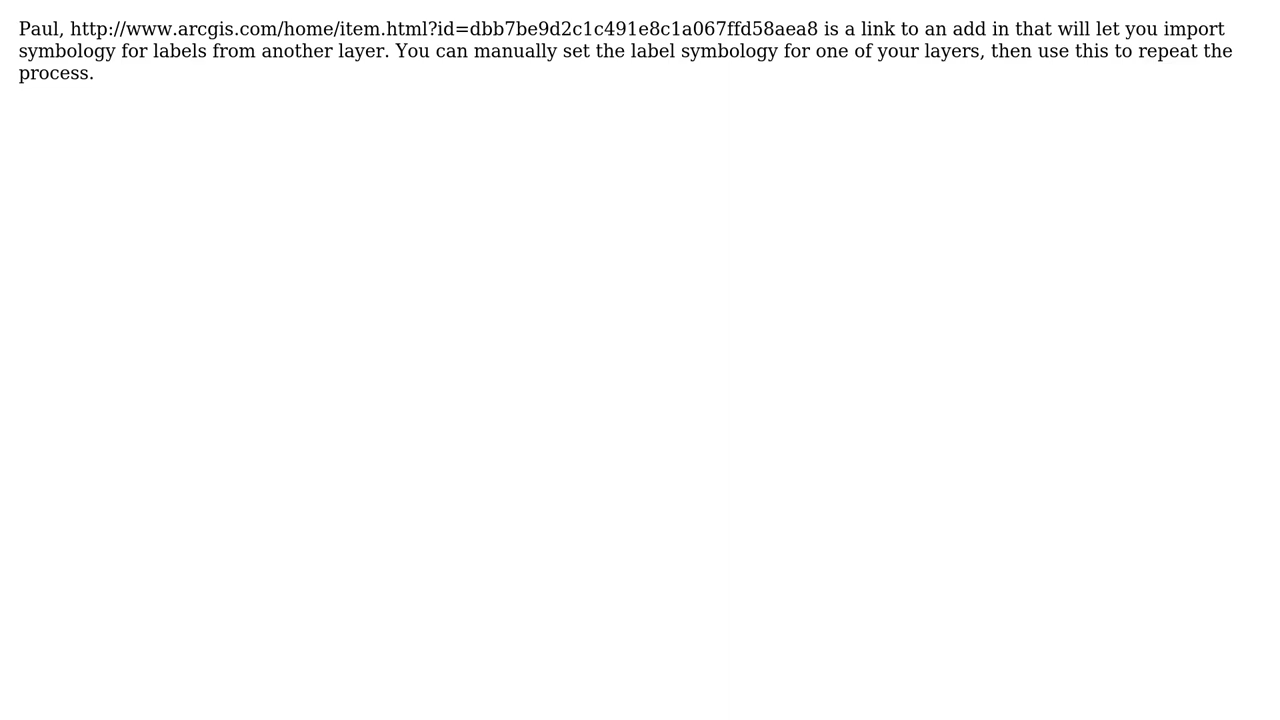 Paul, http://www.arcgis.com/home/item.html?id=dbb7be9d2c1c491e8c1a067ffd58aea8 is a link to an add in that will let you import
symbology for labels from another layer. You can manually set the label symbology for one of your layers, then use this to repeat the
process.